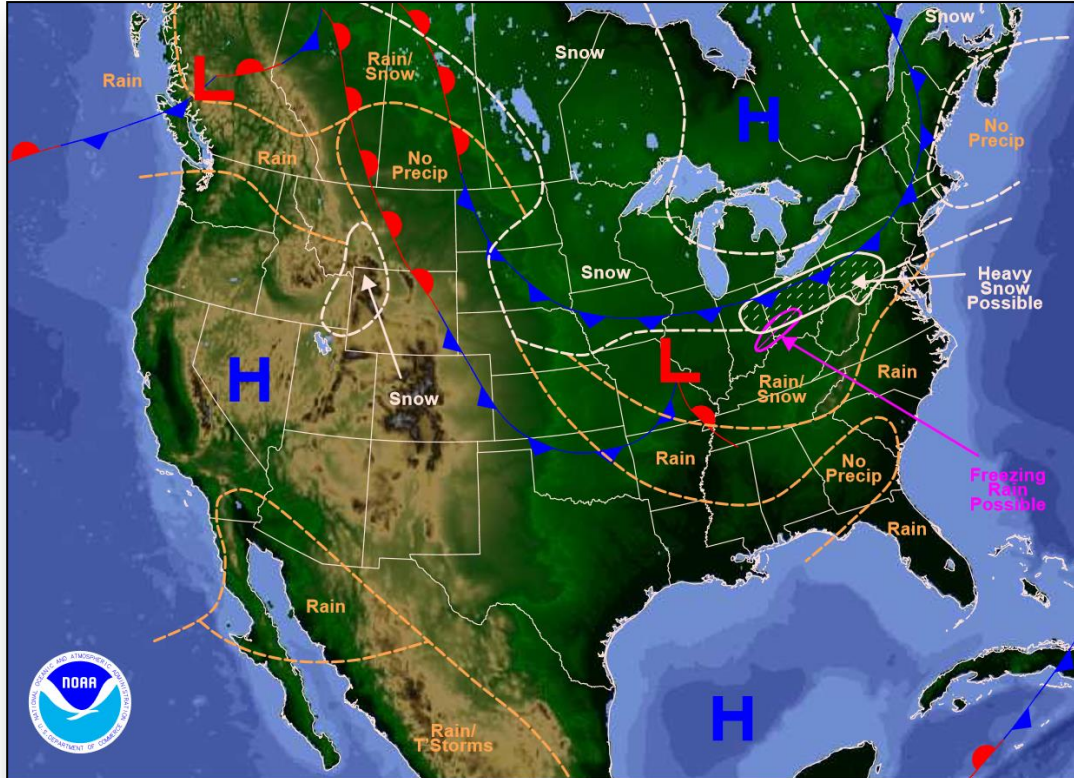 Snow
Snow
Rain/
Snow
L
Rain
H
No
Precip
Rain
No
Precip
Snow
Heavy
Snow
Possible
H
L
Snow
Rain/
Snow
Rain
Rain
No
Precip
Freezing
Rain
Possible
Rain
Rain
H
Rain/
T'Storms
NATIONAL OCEANIC AND ATMOSPHERIC ADMINISTRATION
U.S. DEPARTMENT OF COMMERCE
NOAA